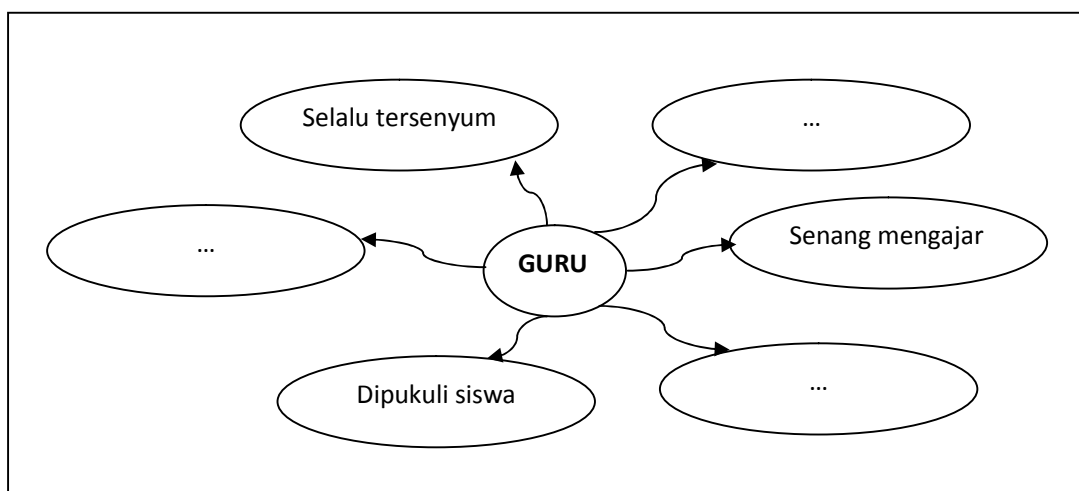 Selalu tersenyum
...
...
GURU
Senang mengajar
Dipukuli siswa
...